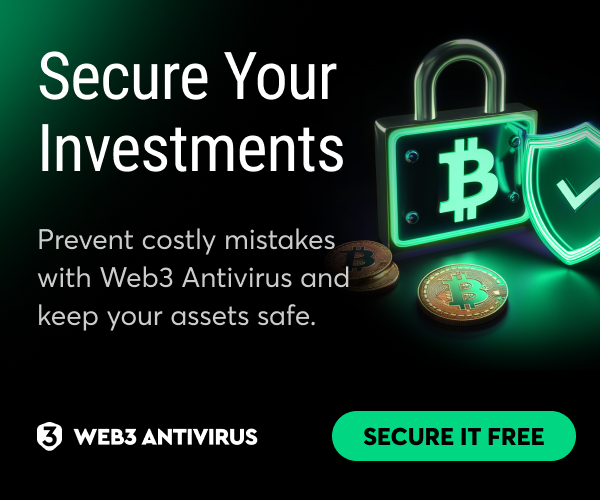 Secure Your
Investments
Prevent costly mistakes
with Web3 Antivirus and
keep your assets safe.
3 WEB3 ANTIVIRUS
SECURE IT FREE